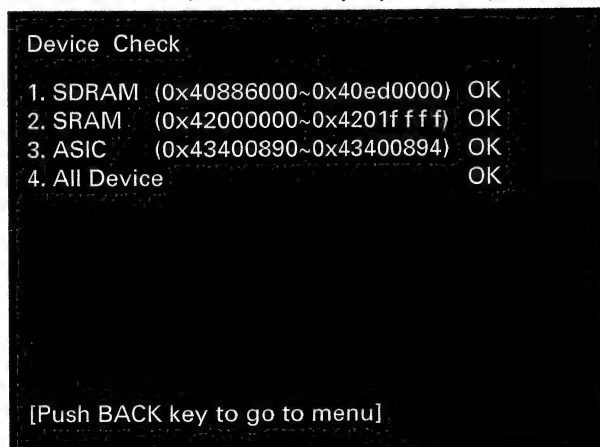 Device Check
1. SDRAM (0x40886000~0x40ed0000) OK
2. SRAM (0x42000000~0x4201ffff) OK
3. ASIC (0x43400890~0x43400894) OK
4. All Device OK
[Push BACK key to go to menu]